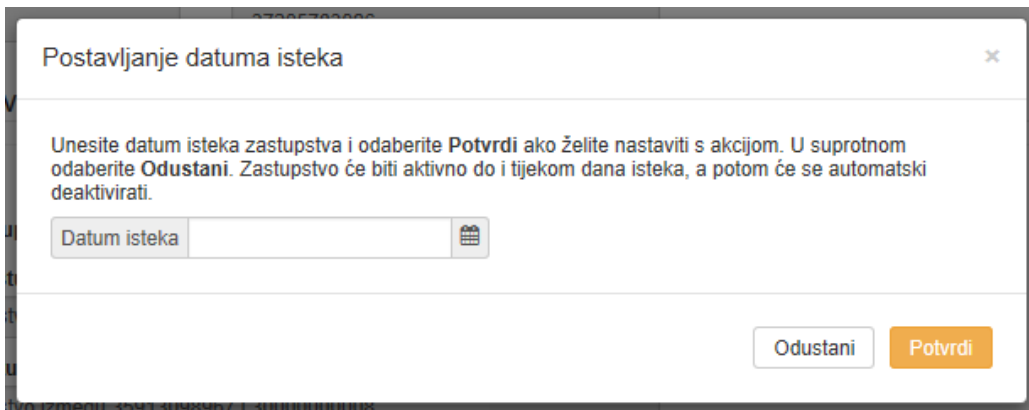 Postavljanje datuma isteka
×
Unesite datum isteka zastupstva i odaberite Potvrdi ako želite nastaviti s akcijom. U suprotnom
odaberite Odustani. Zastupstvo će biti aktivno do i tijekom dana isteka, a potom će se automatski
deaktivirati.
Datum isteka
Odustani
Potvrdi